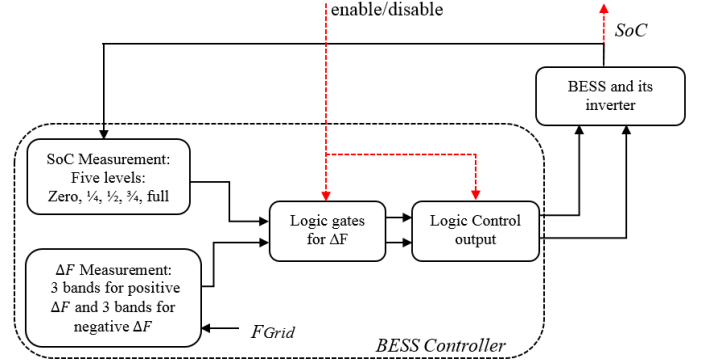 enable/disable
SoC
BESS and its
inverter
SoC Measurement:
Five levels:
Zero, ¼, ½, ¾, full
Logic gates
for ΔF
Logic Control
output
ΔF Measurement:
3 bands for positive
ΔF and 3 bands for
negative ΔF
FGrid
BESS Controller